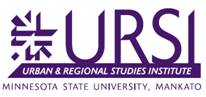 URSI
URBAN & REGIONAL STUDIES INSTITUTE
MINNESOTA STATE UNIVERSITY, MANKATO